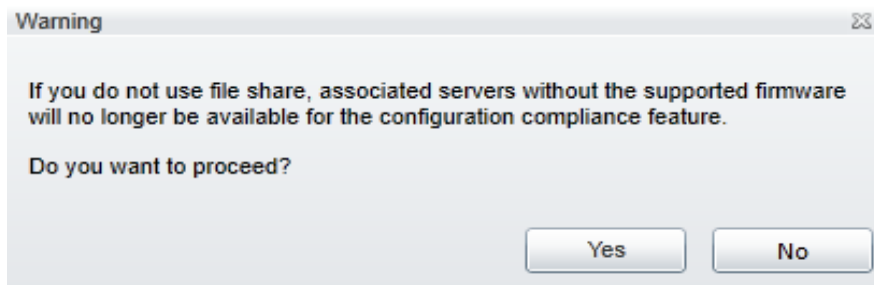 Warning
If you do not use file share, associated servers without the supported firmware
will no longer be available for the configuration compliance feature.
Do you want to proceed?
Yes No